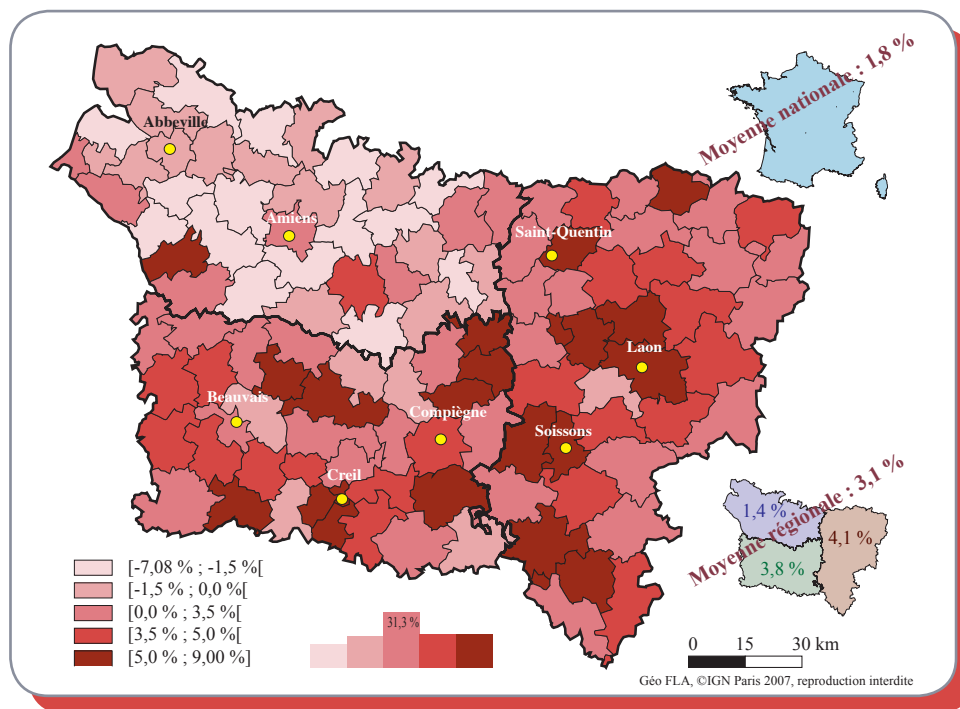 Moyenne nationale : 1,8 %
Abbeville
Amiens
Saint-Quentin
Laon
Beauvais
Compiègne
Soissons
Creil
Moyenne régionale : 3,1 %
1,4 %
4,1 %
3,8 %
[-7,08 % ; -1,5 %[
[-1,5 % ; 0,0 %[
[0,0 % ; 3,5 %[
[3,5 % ; 5,0 %[
[5,0 % ; 9,00 %]
31,3 %
0 15 30 km
Géo FLA, ©IGN Paris 2007, reproduction interdite